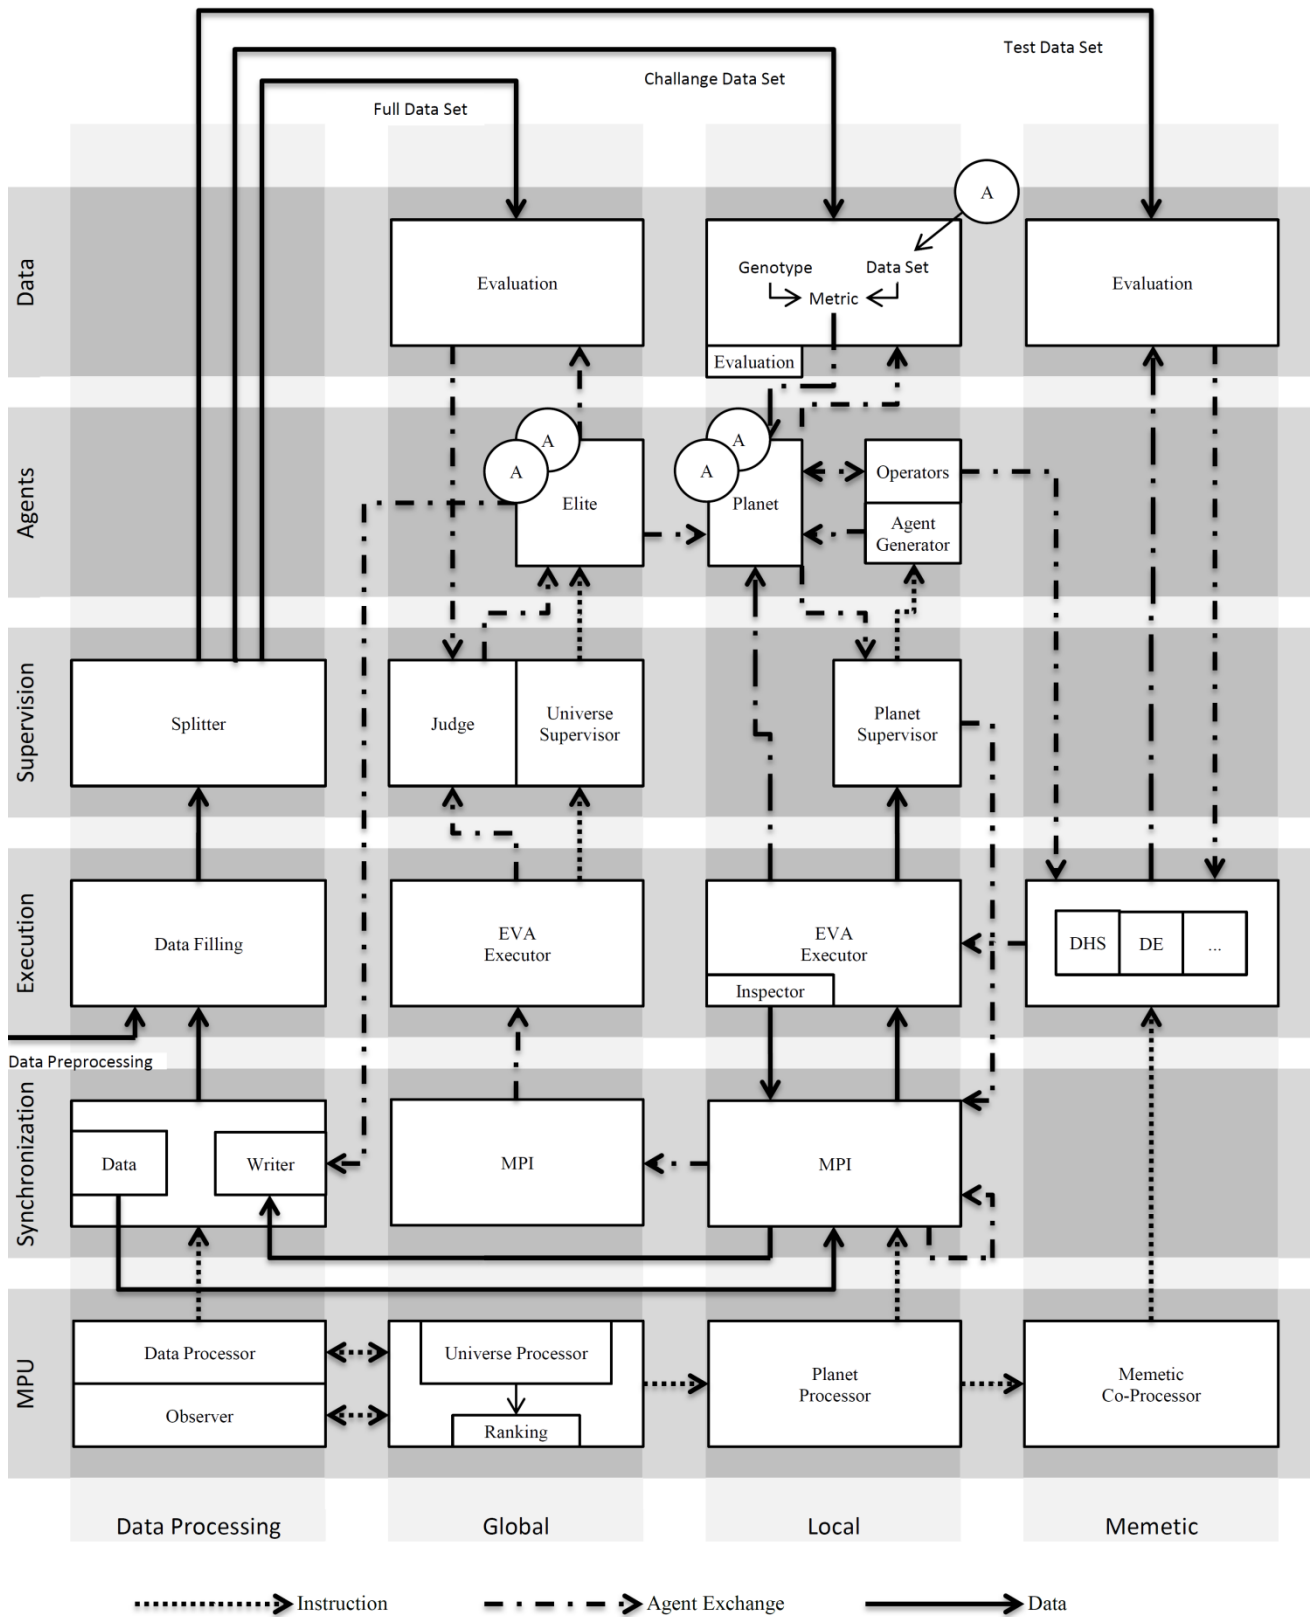 Test Data Set
Challange Data Set
Full Data Set
A
Data
Evaluation
Genotype
Data Set
Metric
Evaluation
Evaluation
Agents
A
A
Elite
A
A
Planet
Operators
Agent
Generator
Supervision
Splitter
Judge
Universe
Supervisor
Planet
Supervisor
Execution
Data Filling
EVA
Executor
EVA
Executor
Inspector
DHS
DE
...
Data Preprocessing
Synchronization
Data
Writer
MPI
MPI
MPU
Data Processor
Observer
Universe Processor
Ranking
Planet
Processor
Memetic
Co-Processor
Data Processing
Global
Local
Memetic
Instruction
Agent Exchange
Data